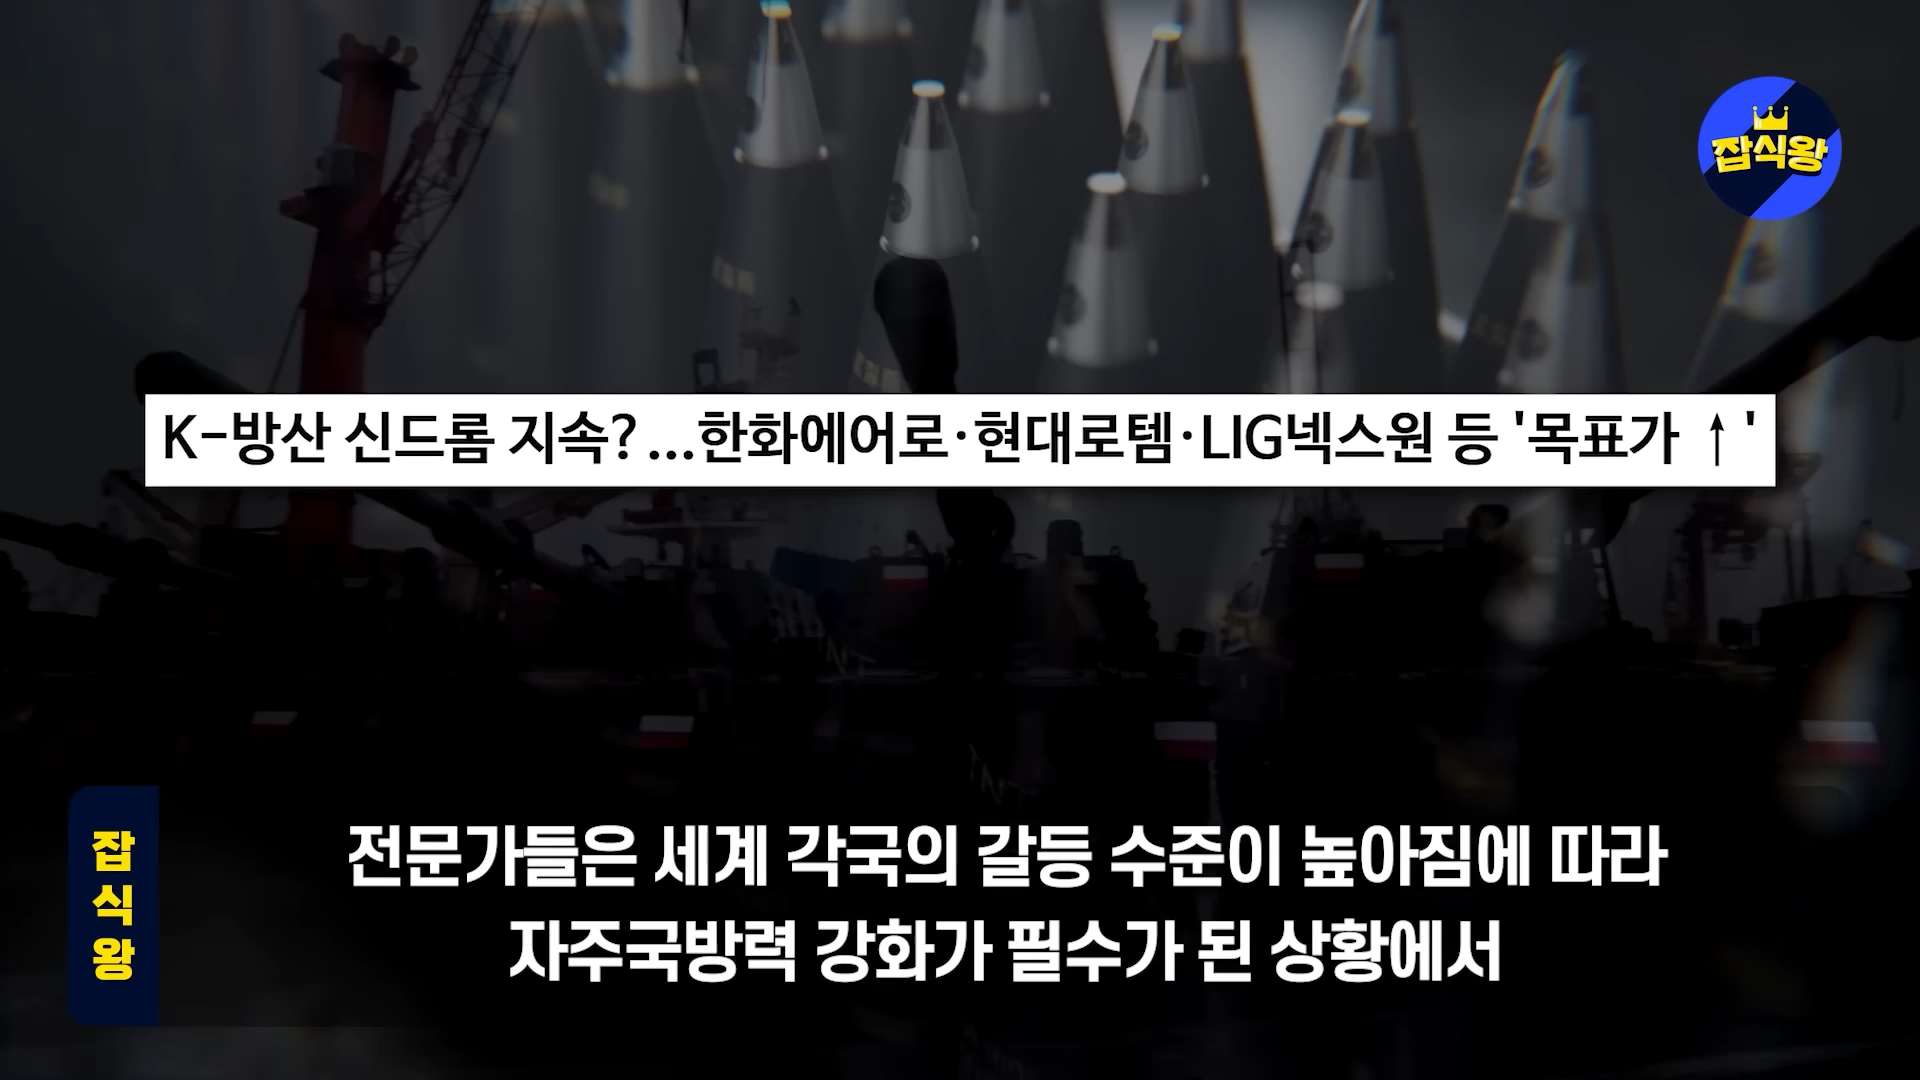 잡식왕
K-방산 신드롬 지속?...한화에어로·현대로템·LIG넥스원 등 '목표가 ↑'
잡식왕
전문가들은 세계 각국의 갈등 수준이 높아짐에 따라
자주국방력 강화가 필수가 된 상황에서